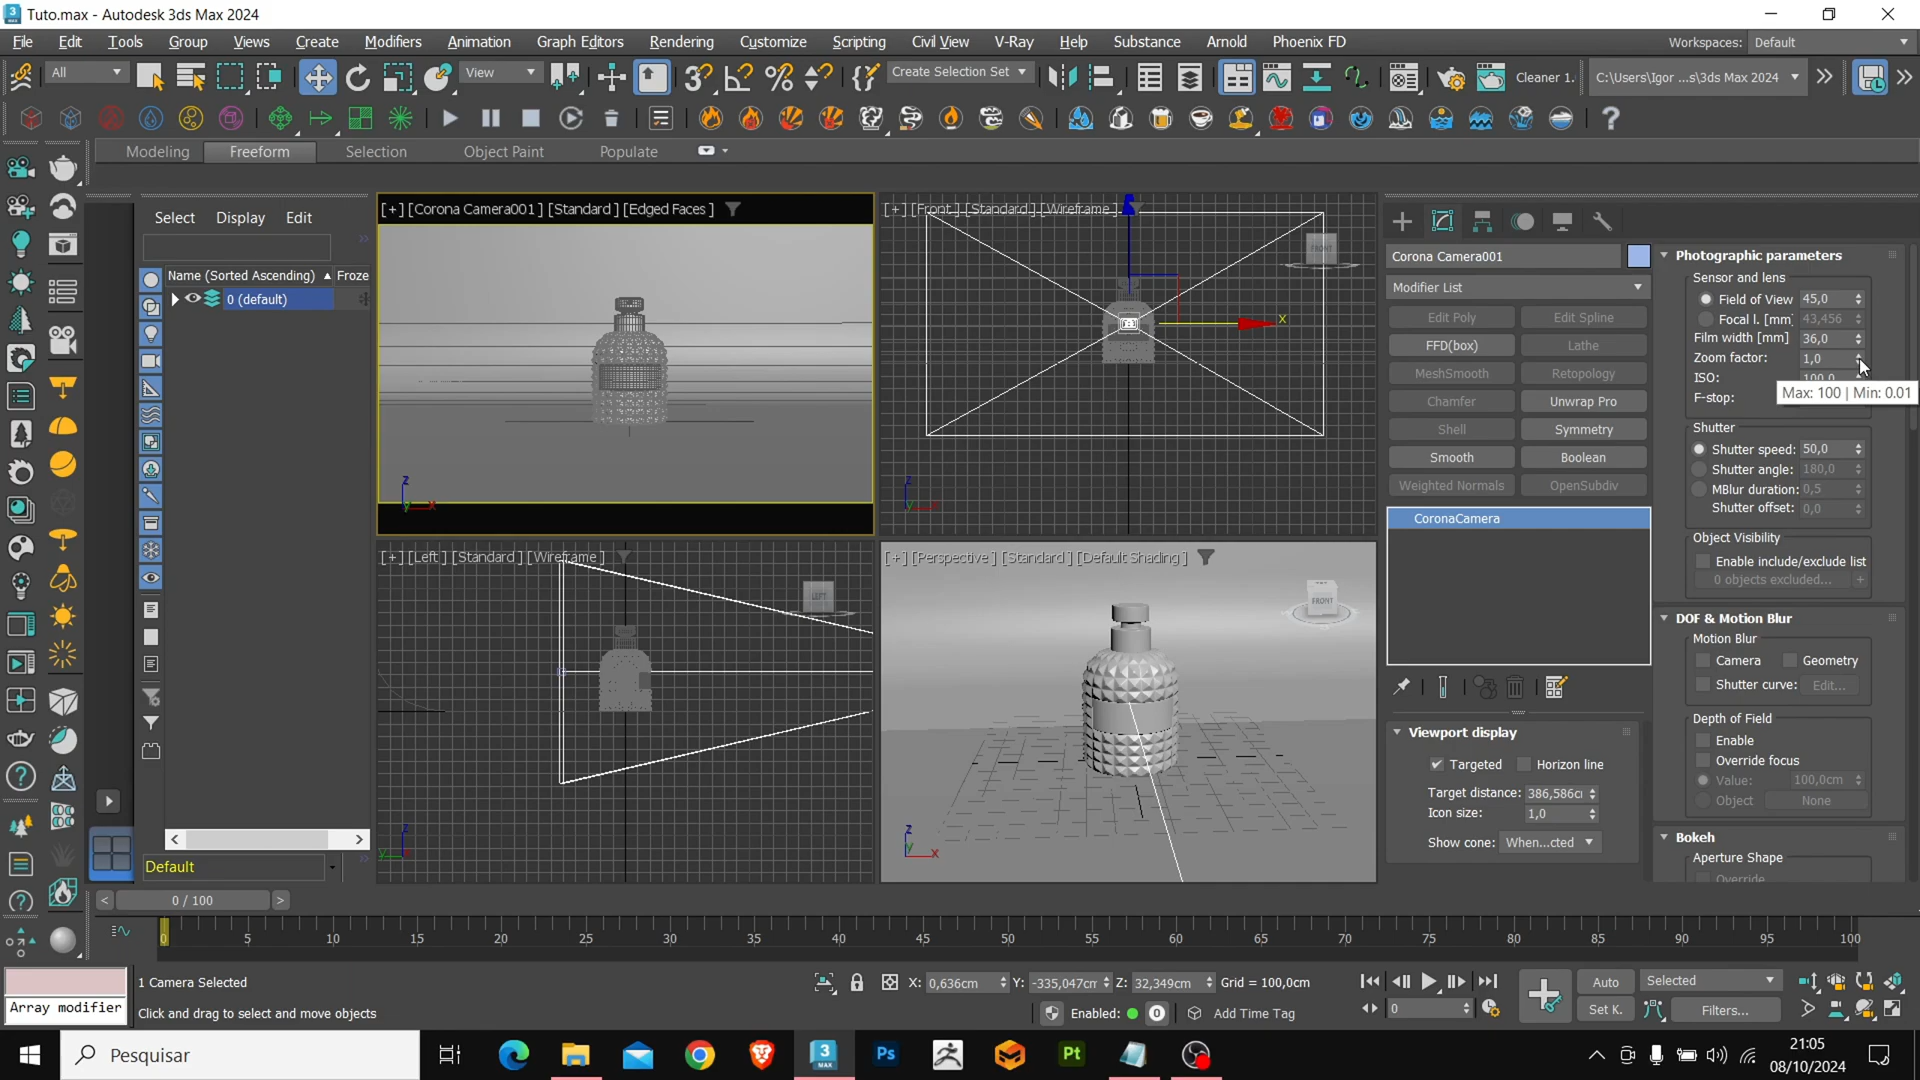 Tuto.max - Autodesk 3ds Max 2024
File Edit Tools Group Views Create Modifiers Animation Graph Editors Rendering Customize Scripting Civil View V-Ray Help Substance Arnold Phoenix FD Workspaces: Default
All View Create Selection Set Cleaner 1. C:\Users\Igor ...s\3ds Max 2024
Modeling Freeform Selection Object Paint Populate
Select Display Edit
Name (Sorted Ascending) Froze
0 (default)
Default
[+] [Corona Camera001] [Standard] [Edged Faces]
[+] [Front] [Standard] [Wireframe]
FRONT
x
z
x
[+] [Left] [Standard] [Wireframe]
LEFT
[+] [Perspective] [Standard] [Default Shading]
FRONT
z
x
Corona Camera001
Modifier List
Edit Poly Edit Spline
FFD(box) Lathe
MeshSmooth Retopology
Chamfer Unwrap Pro
Shell Symmetry
Smooth Boolean
Weighted Normals OpenSubdiv
CoronaCamera
Viewport display
Targeted Horizon line
Target distance: 386,586c
Icon size: 1,0
Show cone: When...cted
Photographic parameters
Sensor and lens
Field of View 45,0
Focal l. [mm] 43,456
Film width [mm] 36,0
Zoom factor: 1,0
ISO: 100,0
F-stop:
Max: 100 | Min: 0.01
Shutter
Shutter speed: 50,0
Shutter angle: 180,0
MBlur duration: 0,5
Shutter offset: 0,0
Object Visibility
Enable include/exclude list
0 objects excluded... +
DOF & Motion Blur
Motion Blur
Camera Geometry
Shutter curve: Edit...
Depth of Field
Enable
Override focus
Value: 100,0cm
Object None
Bokeh
Aperture Shape
Override
< 0 / 100 >
0 5 10 15 20 25 30 35 40 45 50 55 60 65 70 75 80 85 90 95 100
1 Camera Selected X: 0,636cm Y: -335,047cm Z: 32,349cm Grid = 100,0cm Auto Selected
Array modifier Click and drag to select and move objects Enabled: 0 Add Time Tag 0 Set K. Filters...
Pesquisar
3 MAX Ps Pt
21:05
08/10/2024